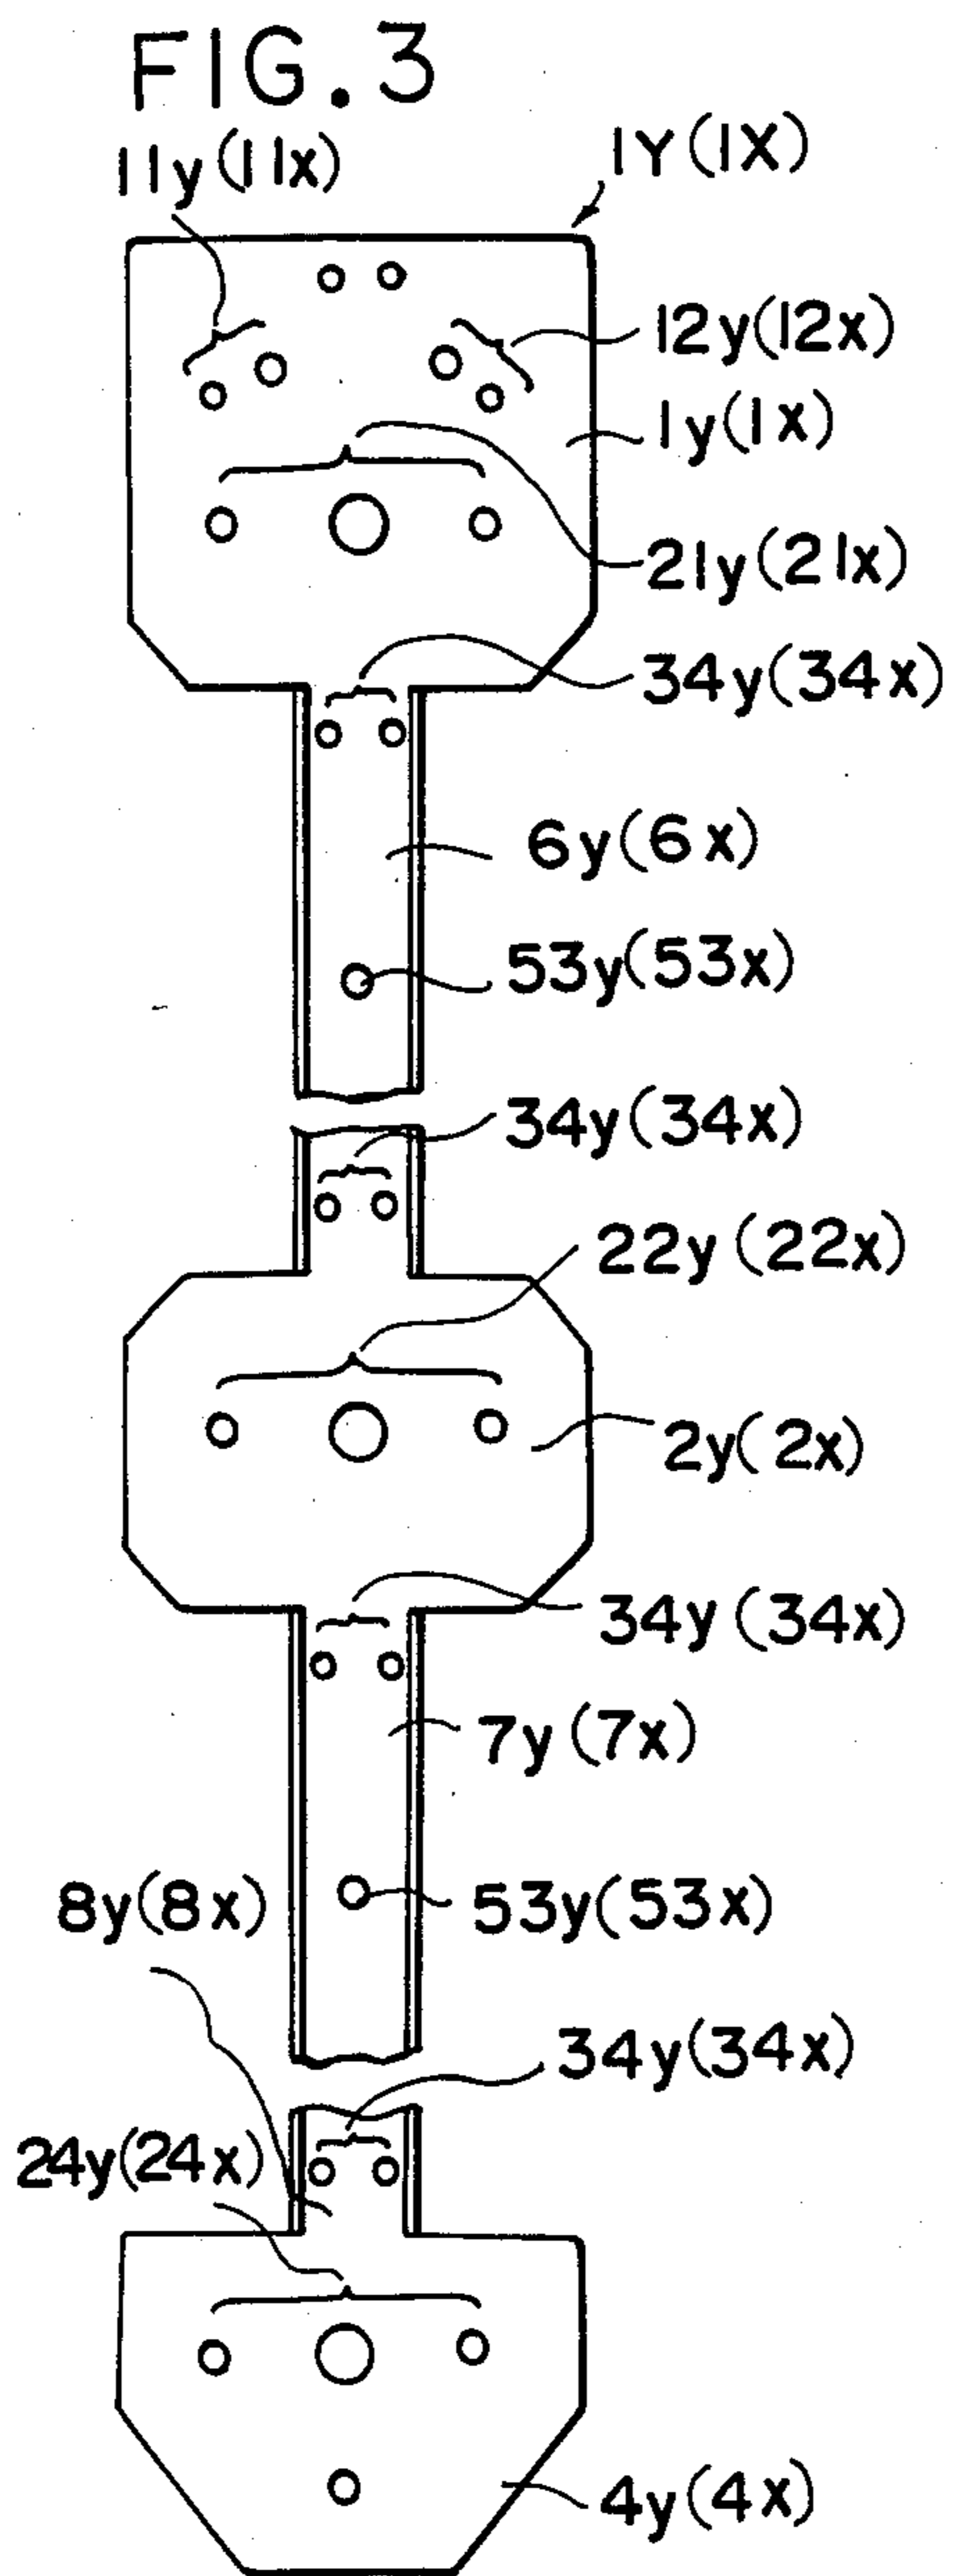 FIG. 3
11y(11x)
1Y(1X)
12y(12x)
1y(1x)
21y(21x)
34y(34x)
6y(6x)
53y(53x)
34y(34x)
22y(22x)
2y(2x)
34y(34x)
7y(7x)
8y(8x)
53y(53x)
34y(34x)
24y(24x)
4y(4x)